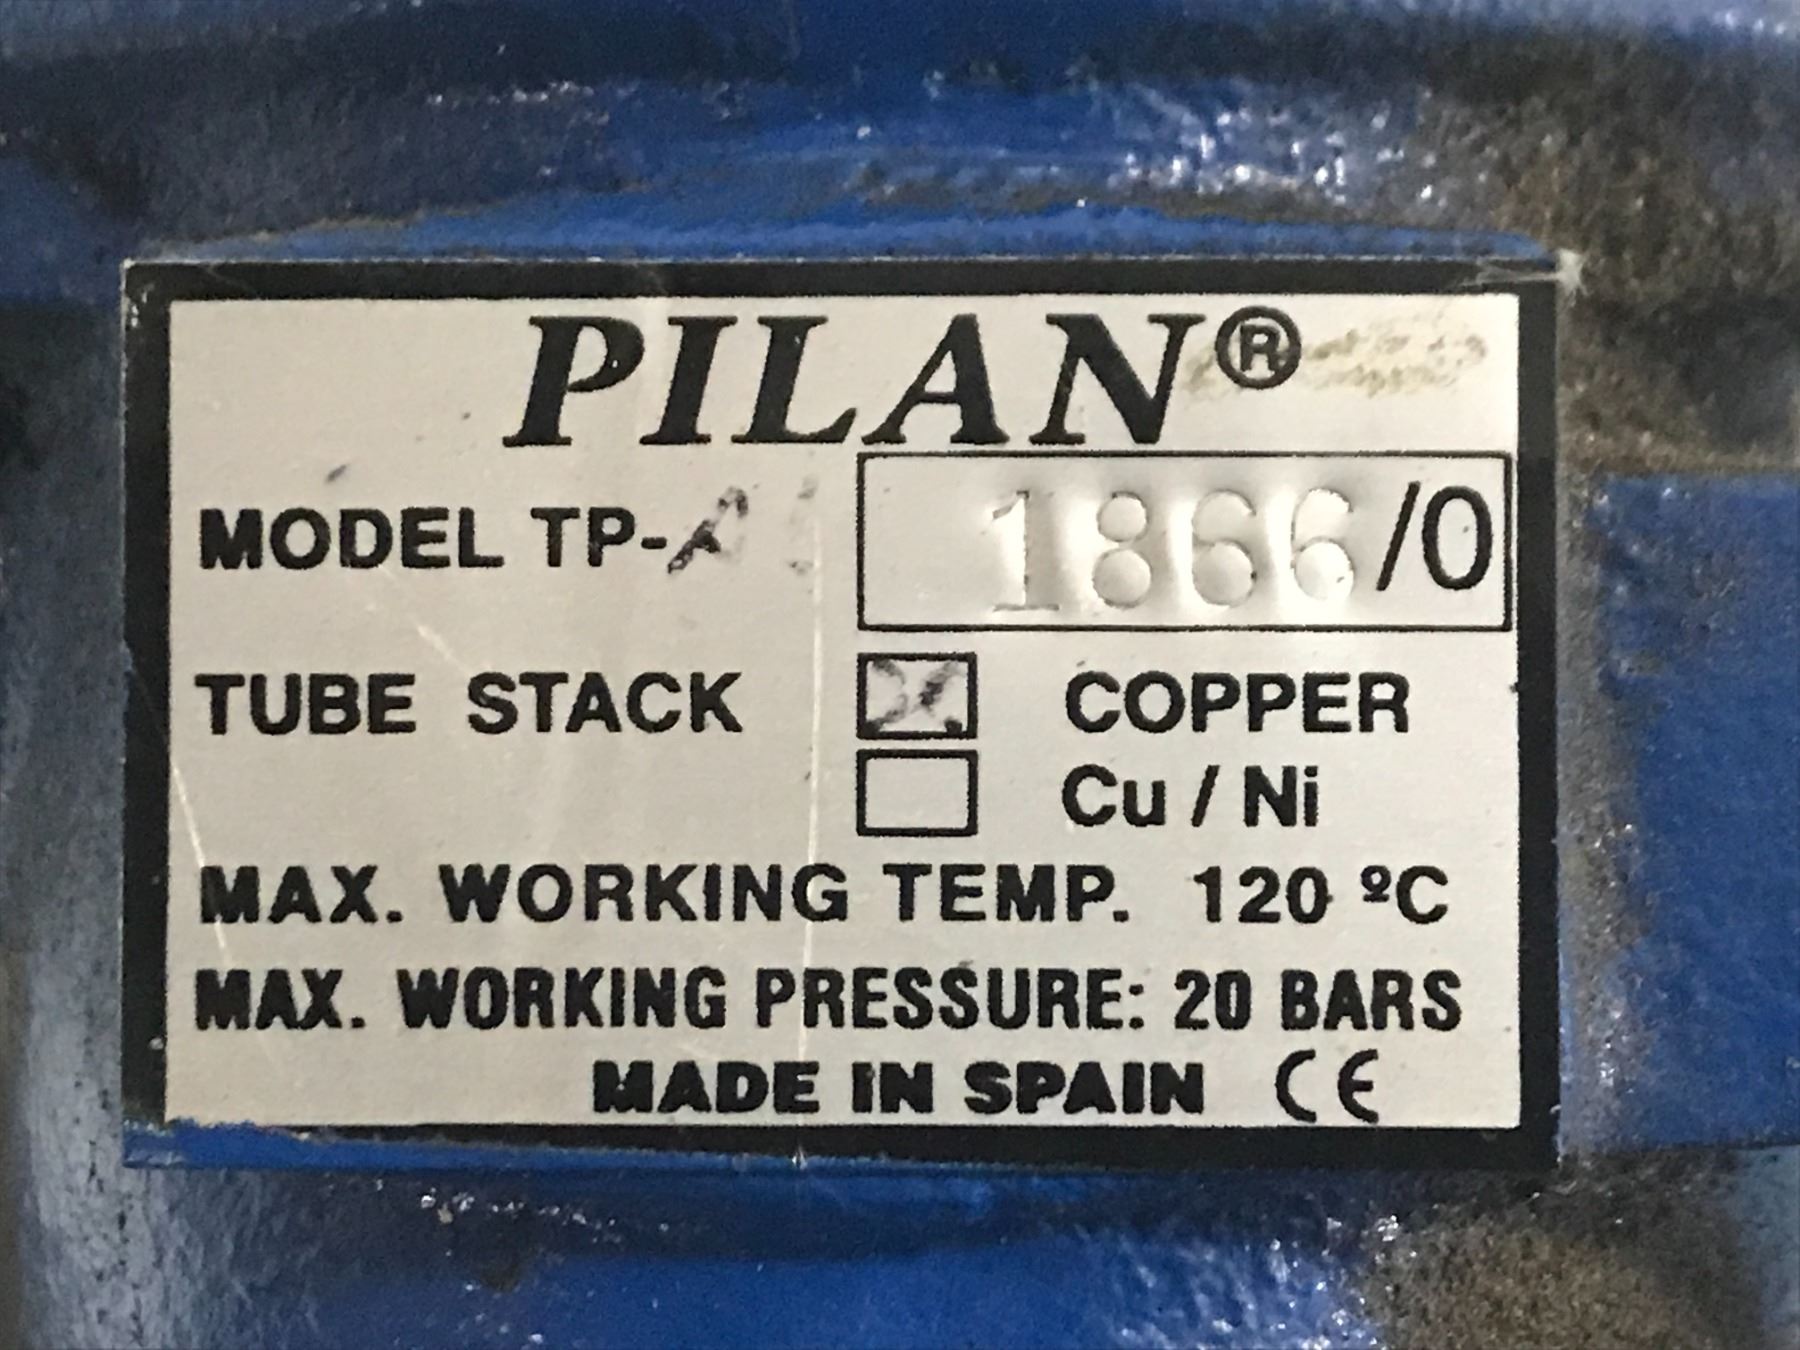 PILAN®
MODEL TP- 1866/0
TUBE STACK COPPER
Cu / Ni
MAX. WORKING TEMP. 120 ºC
MAX. WORKING PRESSURE: 20 BARS
MADE IN SPAIN CE